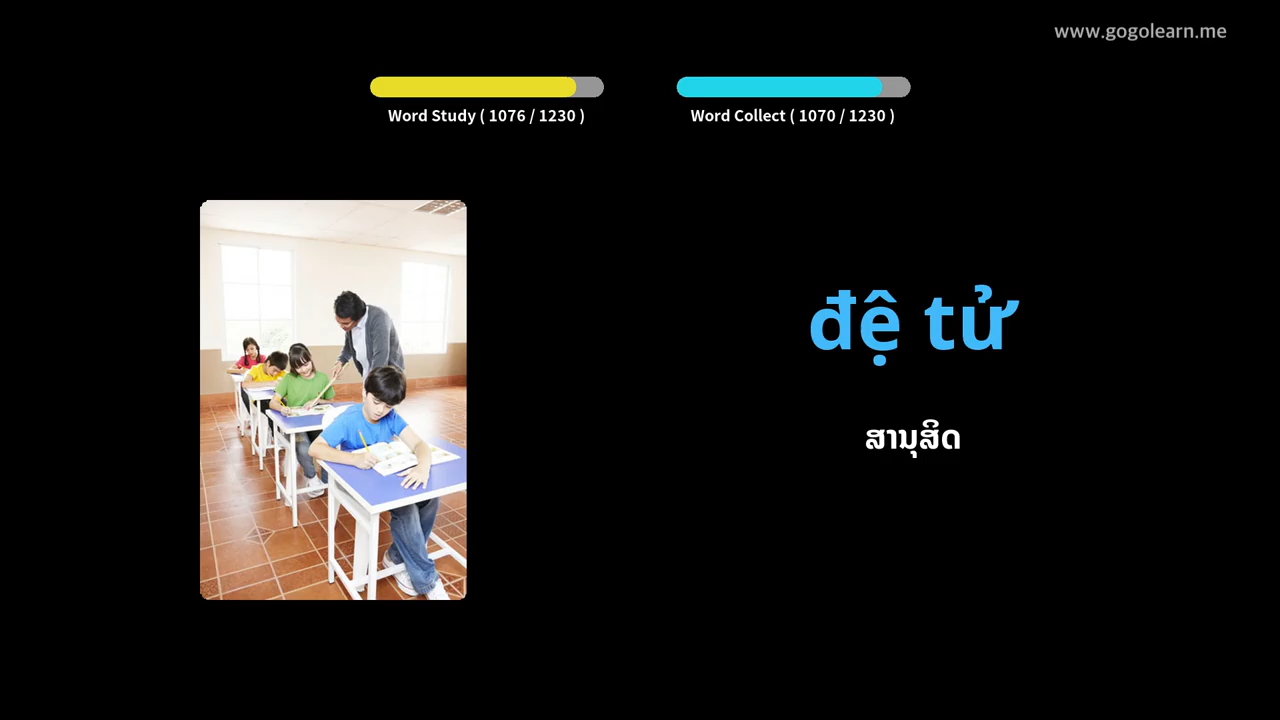 www.gogolearn.me
Word Study ( 1076 / 1230 )
Word Collect ( 1070 / 1230 )
đệ tử
ສານຸສິດ